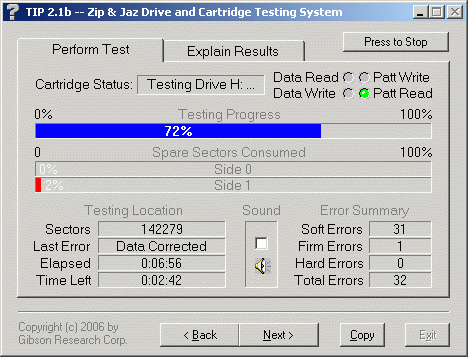 TIP 2.1b -- Zip & Jaz Drive and Cartridge Testing System
Perform Test
Explain Results
Press to Stop
Cartridge Status:
Testing Drive H: ...
Data Read
Patt Write
Data Write
Patt Read
0%
Testing Progress
100%
72%
0
Spare Sectors Consumed
100%
0%
Side 0
2%
Side 1
Testing Location
Sectors 142279
Last Error Data Corrected
Elapsed 0:06:56
Time Left 0:02:42
Sound
Error Summary
Soft Errors 31
Firm Errors 1
Hard Errors 0
Total Errors 32
Copyright (c) 2006 by
Gibson Research Corp.
< Back
Next >
Copy
Exit